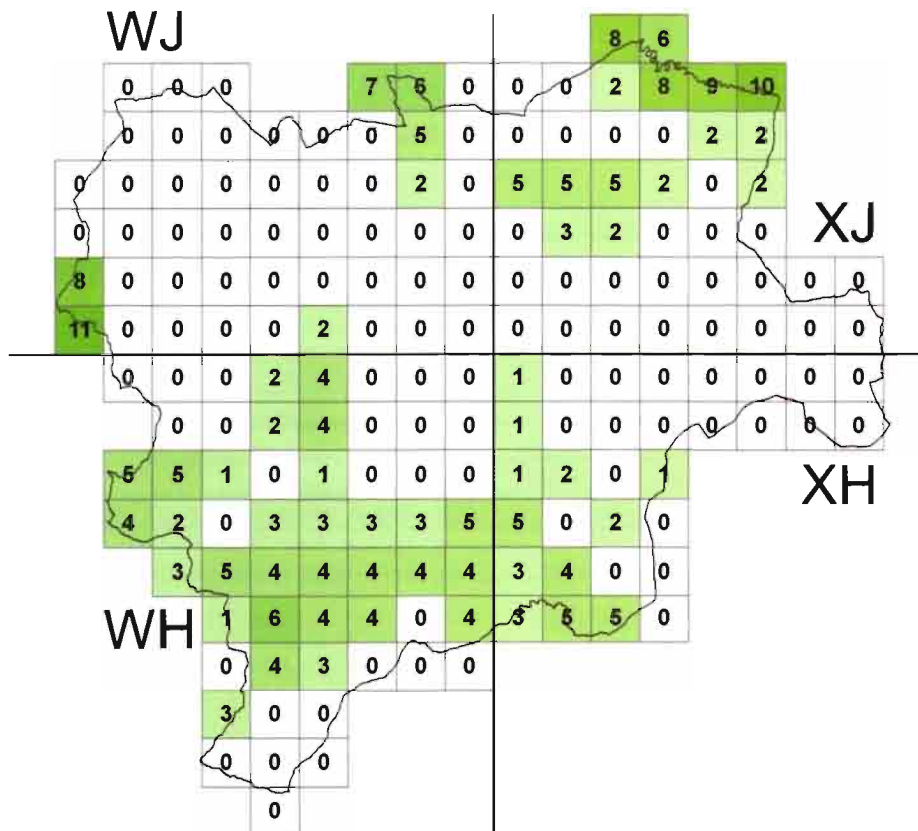 WJ
8 6
0 0 0 7 6 0 0 0 2 8 9 10
0 0 0 0 0 0 5 0 0 0 0 0 2 2
0 0 0 0 0 0 0 2 0 5 5 5 2 0 2
0 0 0 0 0 0 0 0 0 0 3 2 0 0 0
XJ
8 0 0 0 0 0 0 0 0 0 0 0 0 0 0 0 0
11 0 0 0 0 2 0 0 0 0 0 0 0 0 0 0 0
0 0 0 2 4 0 0 0 1 0 0 0 0 0 0 0
0 0 2 4 0 0 0 1 0 0 0 0 0 0 0
5 5 1 0 1 0 0 0 1 2 0 1
XH
4 2 0 3 3 3 3 5 5 0 2 0
3 5 4 4 4 4 4 3 4 0 0
WH
1 6 4 4 0 4 3 5 5 0
0 4 3 0 0 0
3 0 0
0 0 0
0